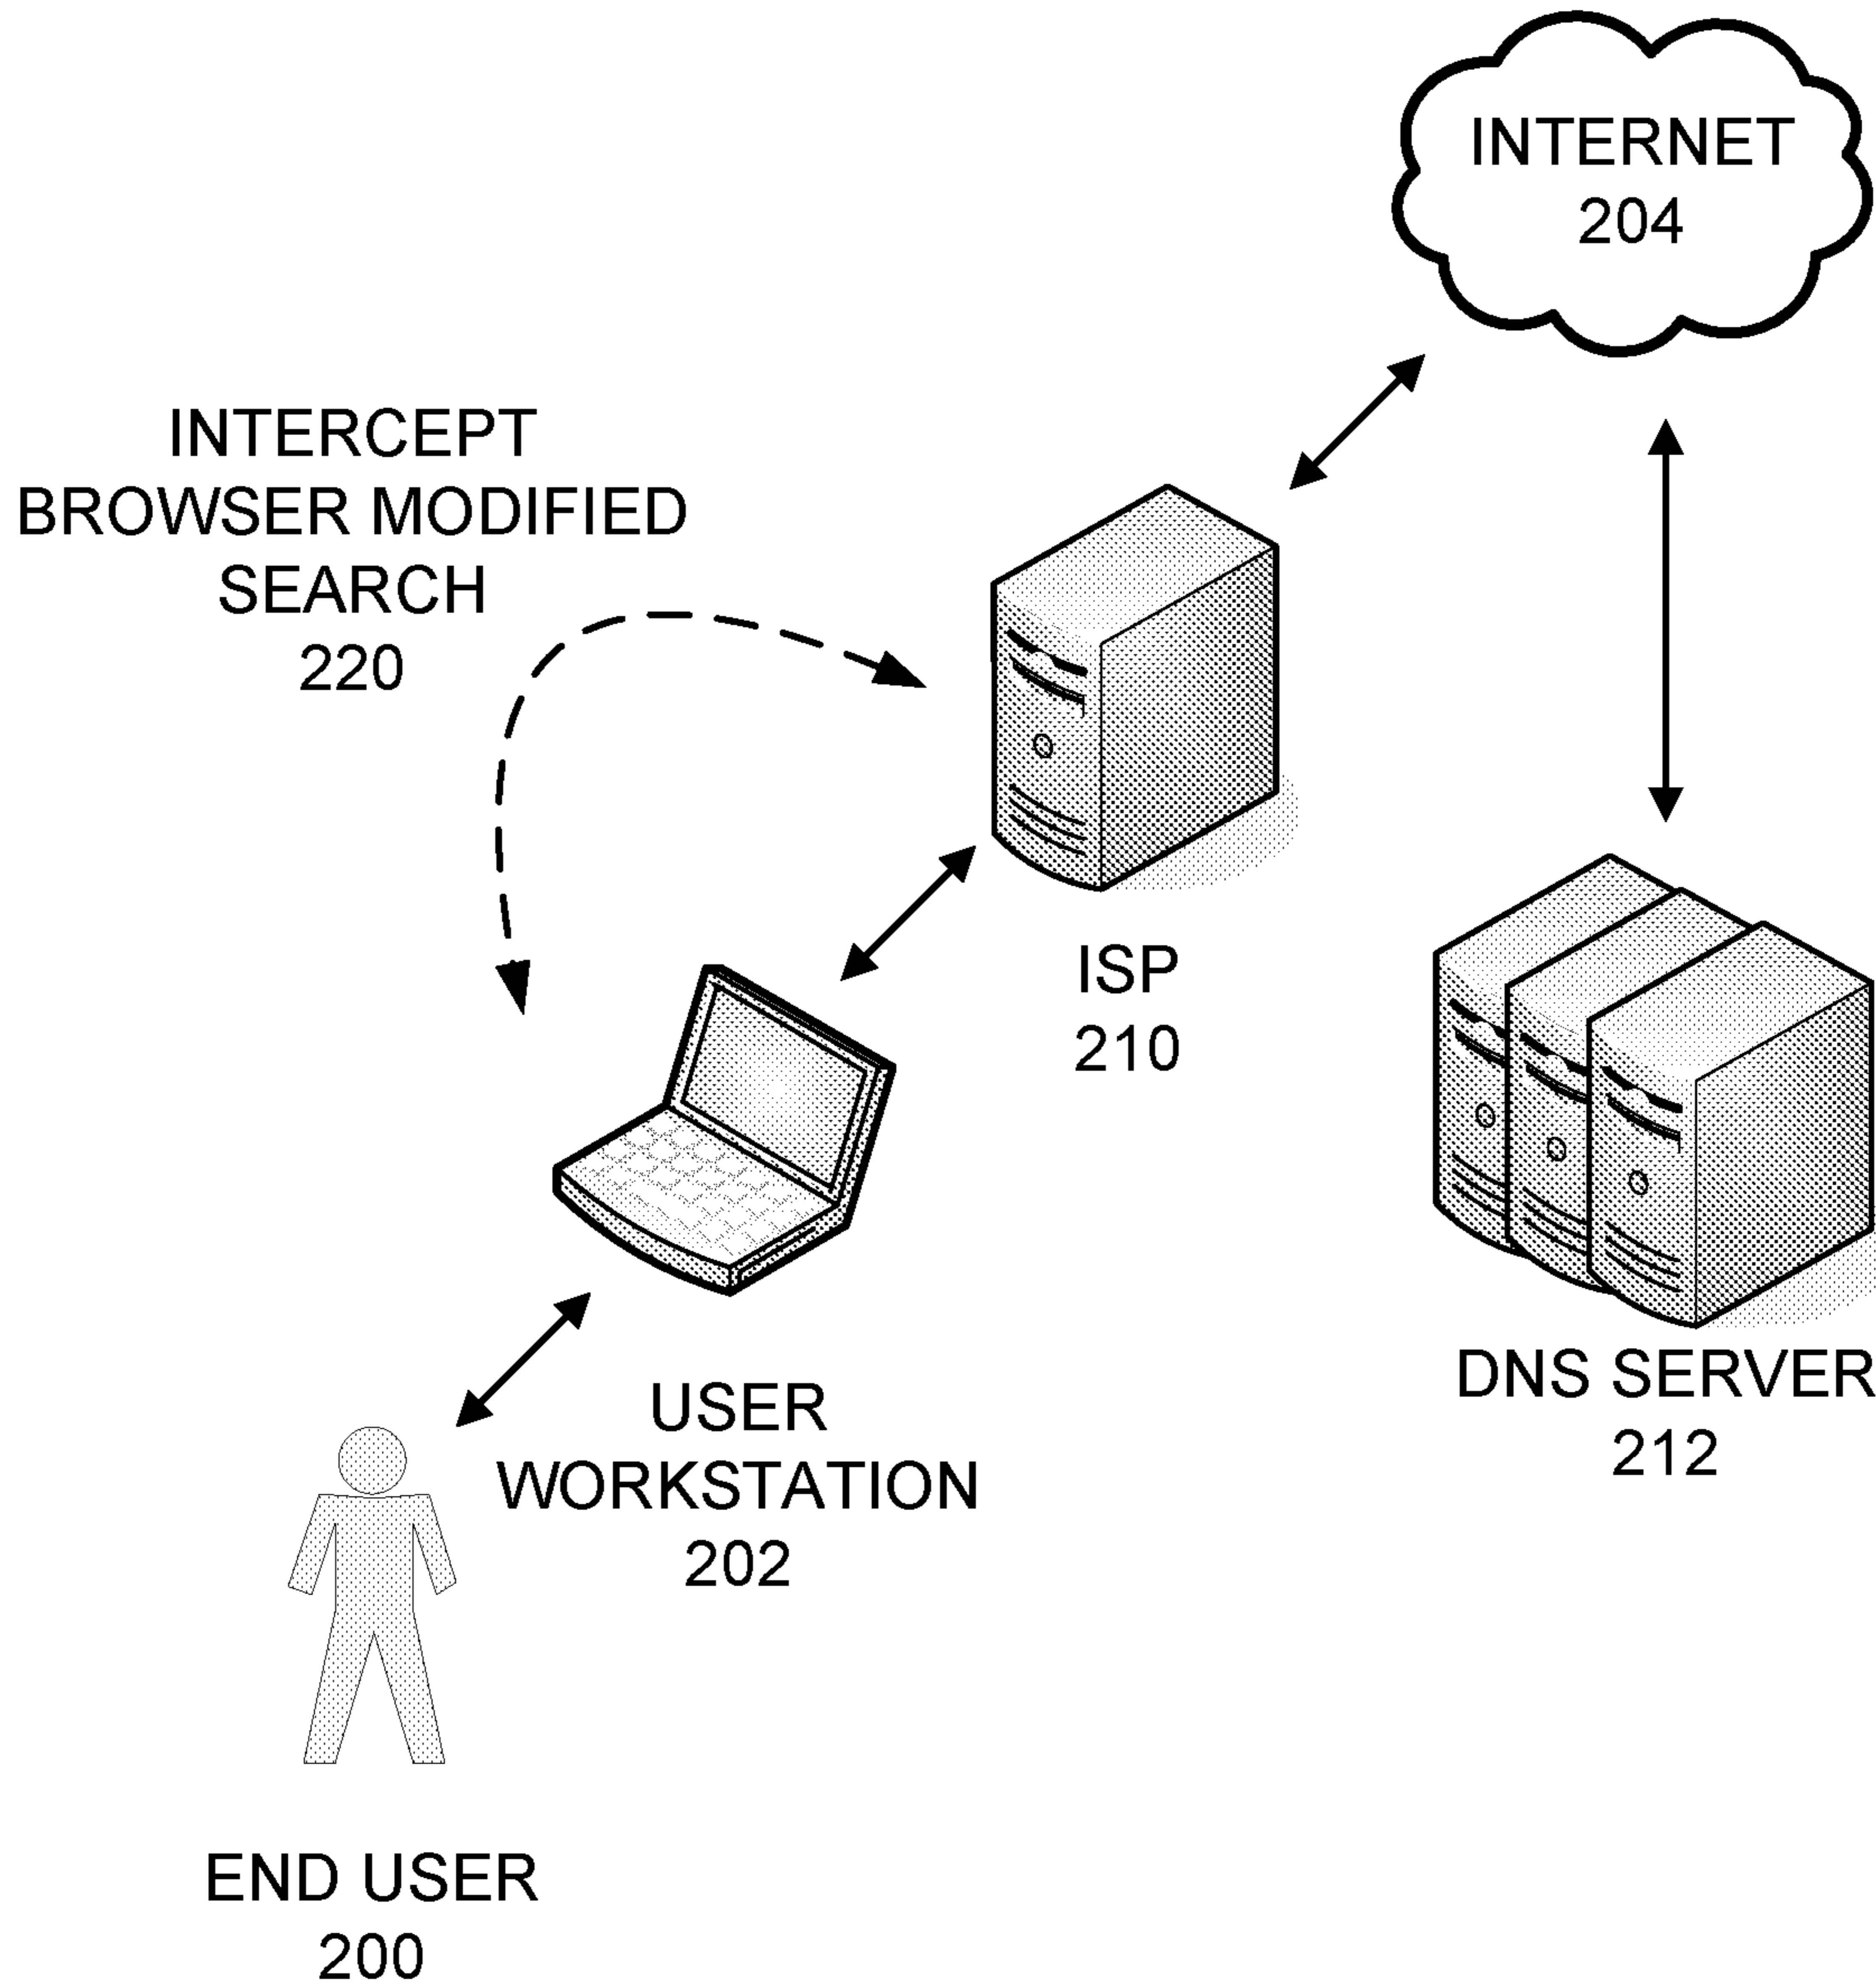 INTERNET
204
INTERCEPT
BROWSER MODIFIED
SEARCH
220
ISP
210
DNS SERVER
212
USER
WORKSTATION
202
END USER
200